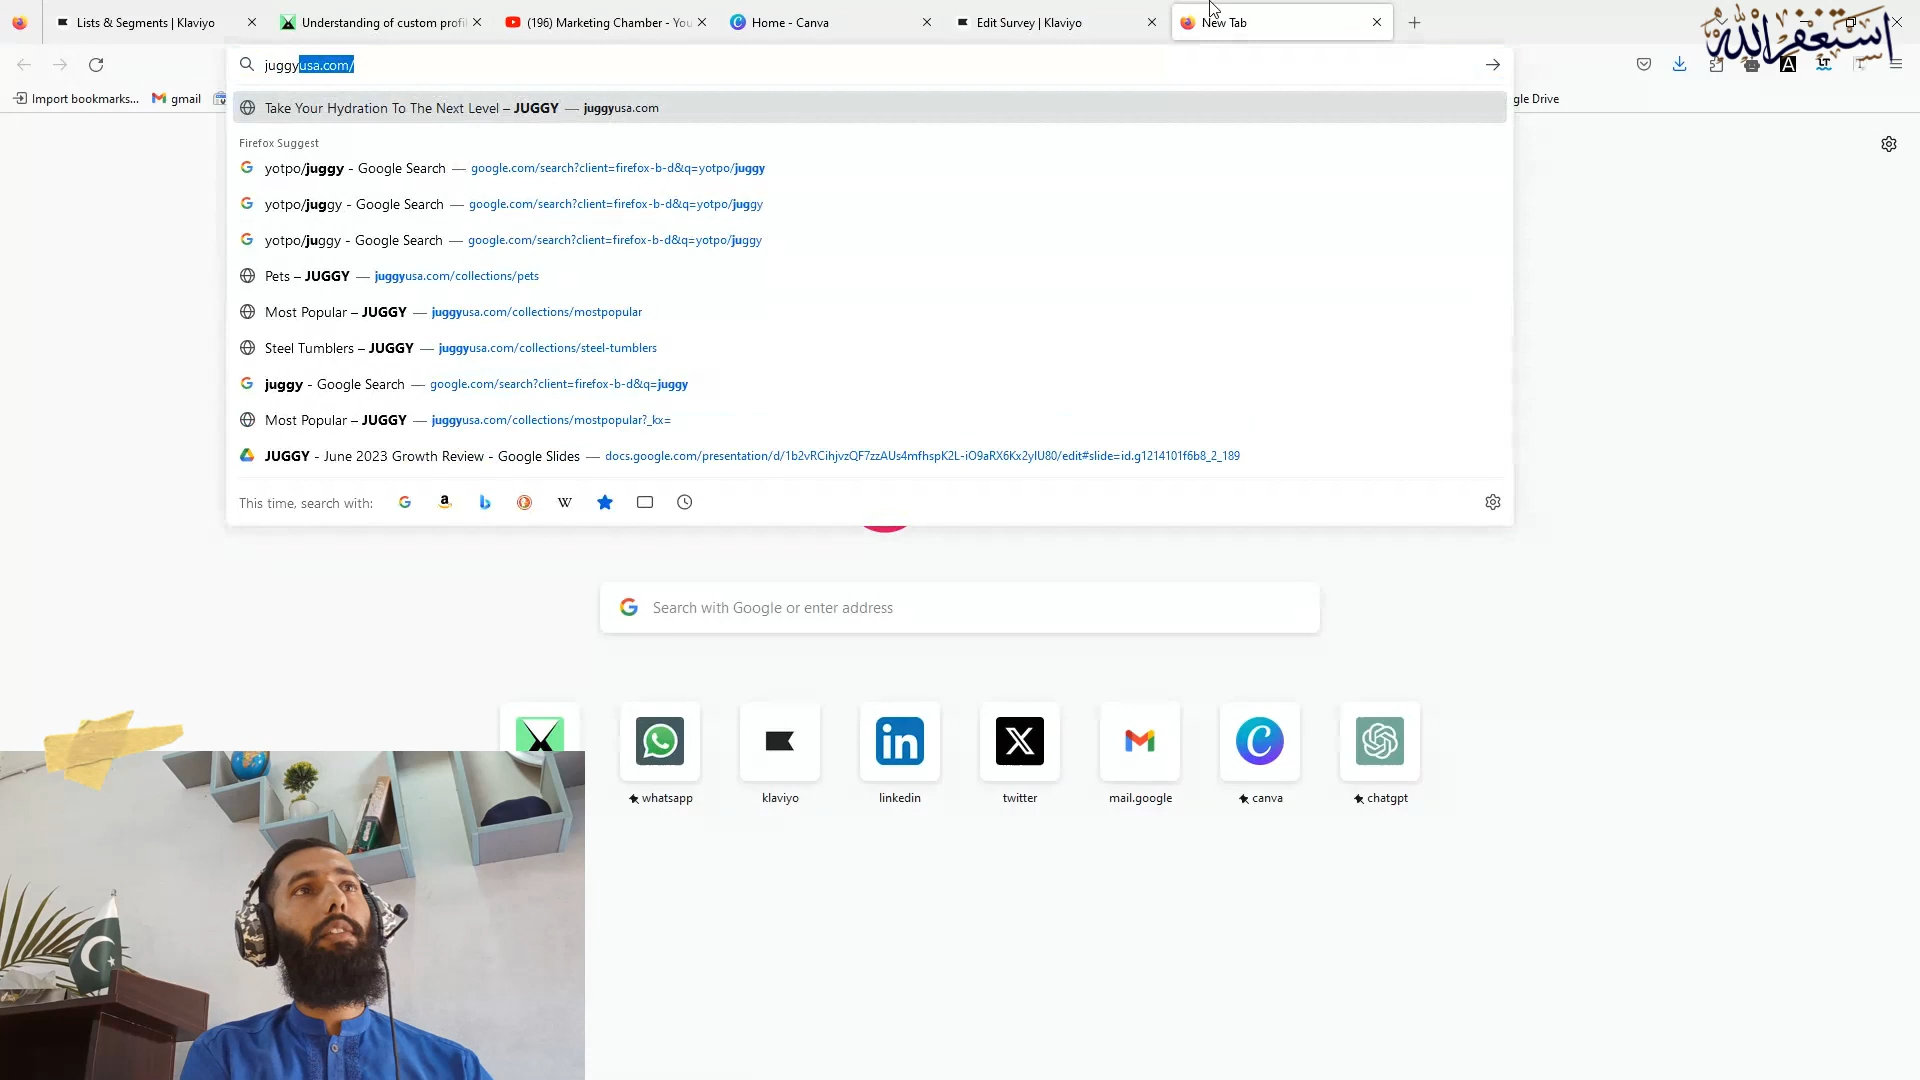 Lists & Segments | Klaviyo
Understanding of custom profil
(196) Marketing Chamber - You
Home - Canva
Edit Survey | Klaviyo
New Tab
أستغفر الله
juggyusa.com/
Import bookmarks...
gmail
gle Drive
Take Your Hydration To The Next Level – JUGGY — juggyusa.com
Firefox Suggest
yotpo/juggy - Google Search — google.com/search?client=firefox-b-d&q=yotpo/juggy
yotpo/juggy - Google Search — google.com/search?client=firefox-b-d&q=yotpo/juggy
yotpo/juggy - Google Search — google.com/search?client=firefox-b-d&q=yotpo/juggy
Pets – JUGGY — juggyusa.com/collections/pets
Most Popular – JUGGY — juggyusa.com/collections/mostpopular
Steel Tumblers – JUGGY — juggyusa.com/collections/steel-tumblers
juggy - Google Search — google.com/search?client=firefox-b-d&q=juggy
Most Popular – JUGGY — juggyusa.com/collections/mostpopular?_kx=
JUGGY - June 2023 Growth Review - Google Slides — docs.google.com/presentation/d/1b2vRCihjvzQF7zzAUs4mfhspK2L-iO9aRX6Kx2yIU80/edit#slide=id.g1214101f6b8_2_189
This time, search with:
Search with Google or enter address
whatsapp
klaviyo
linkedin
twitter
mail.google
canva
chatgpt